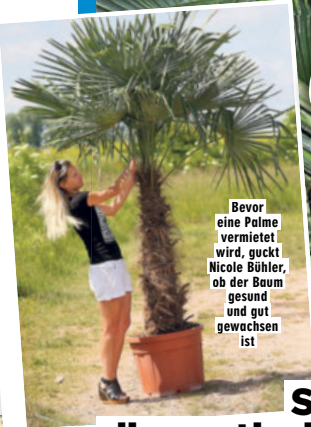 Bevor
eine Palme
vermietet
wird, guckt
Nicole Bühler,
ob der Baum
gesund
und gut
gewachsen
ist
S